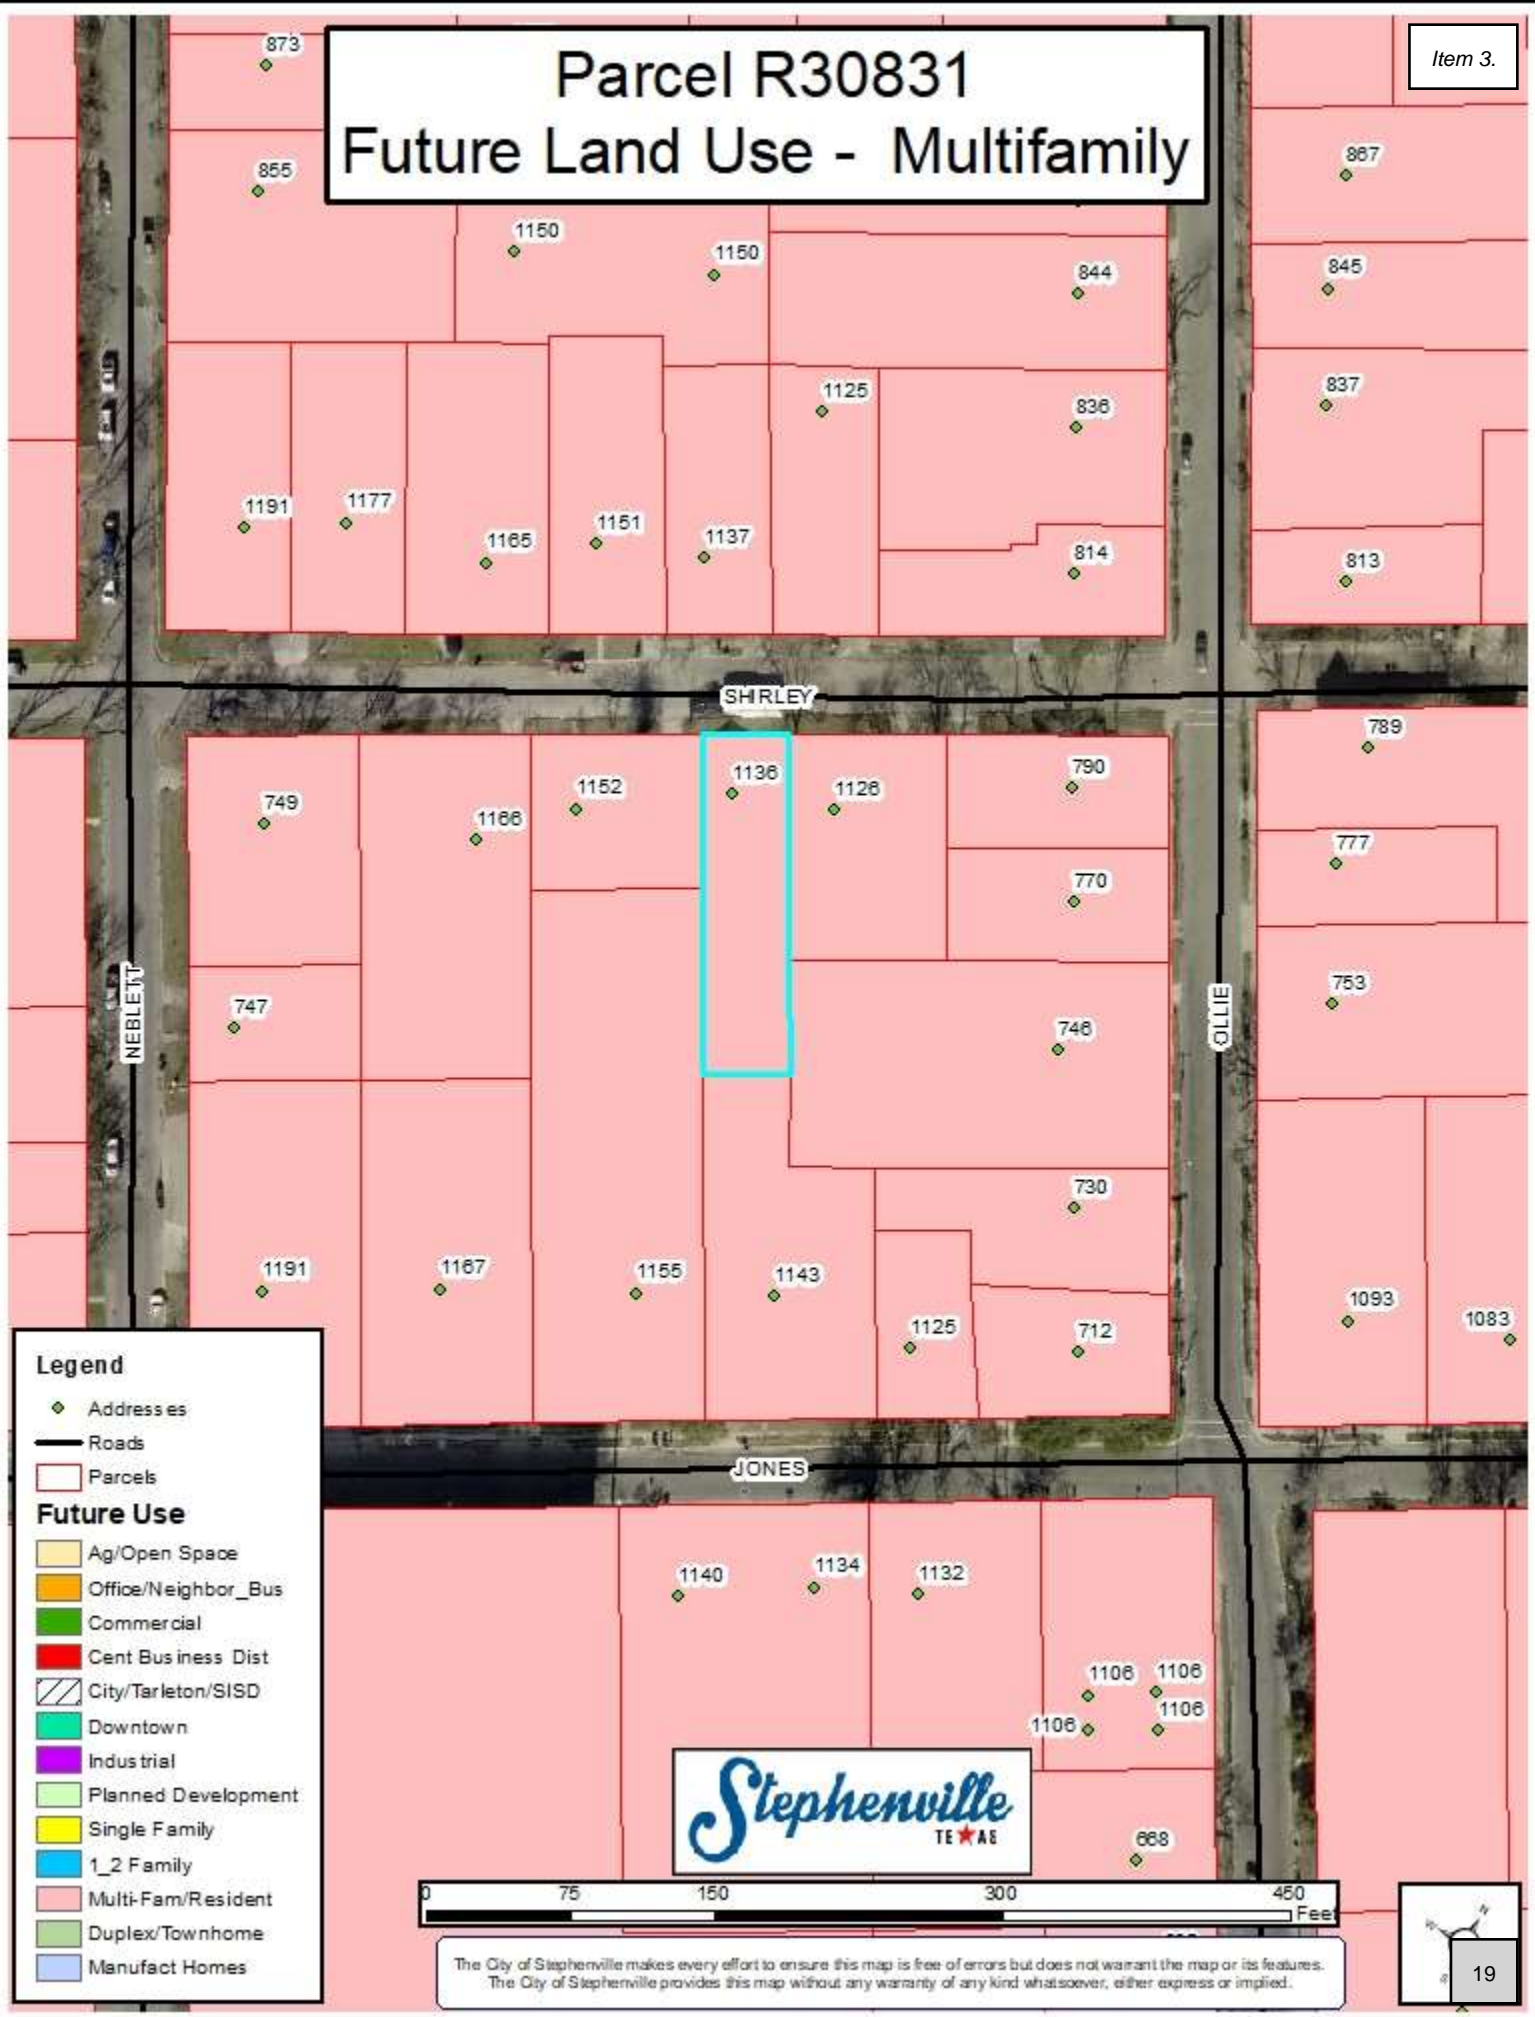 Parcel R30831
Future Land Use - Multifamily
Item 3.
873
855
867
1150
1150
844
845
1125
836
837
1191
1177
1165
1151
1137
814
813
SHIRLEY
789
749
1166
1152
1136
1126
790
777
770
NEBLETT
747
746
OLLIE
753
730
1191
1167
1155
1143
1125
712
1093
1083
JONES
1140
1134
1132
1106
1106
1106
1106
668
Legend
Addresses
Roads
Parcels
Future Use
Ag/Open Space
Office/Neighbor_Bus
Commercial
Cent Business Dist
City/Tarleton/SISD
Downtown
Industrial
Planned Development
Single Family
1_2 Family
Multi-Fam/Resident
Duplex/Townhome
Manufact Homes
Stephenville
TEXAS
0 75 150 300 450
Feet
The City of Stephenville makes every effort to ensure this map is free of errors but does not warrant the map or its features.
The City of Stephenville provides this map without any warranty of any kind whatsoever, either express or implied.
19